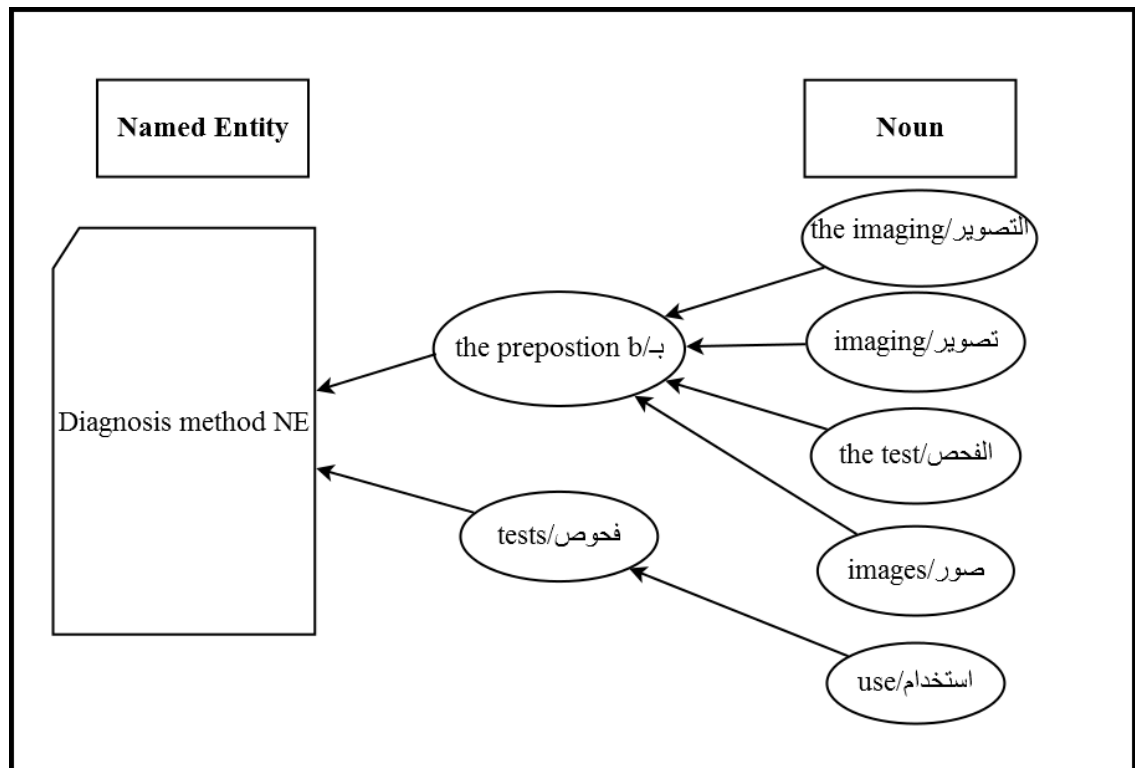 Named Entity
Noun
the imaging/التصوير
imaging/تصوير
the prepostion b/بـ
Diagnosis method NE
the test/الفحص
tests/فحوص
images/صور
use/استخدام